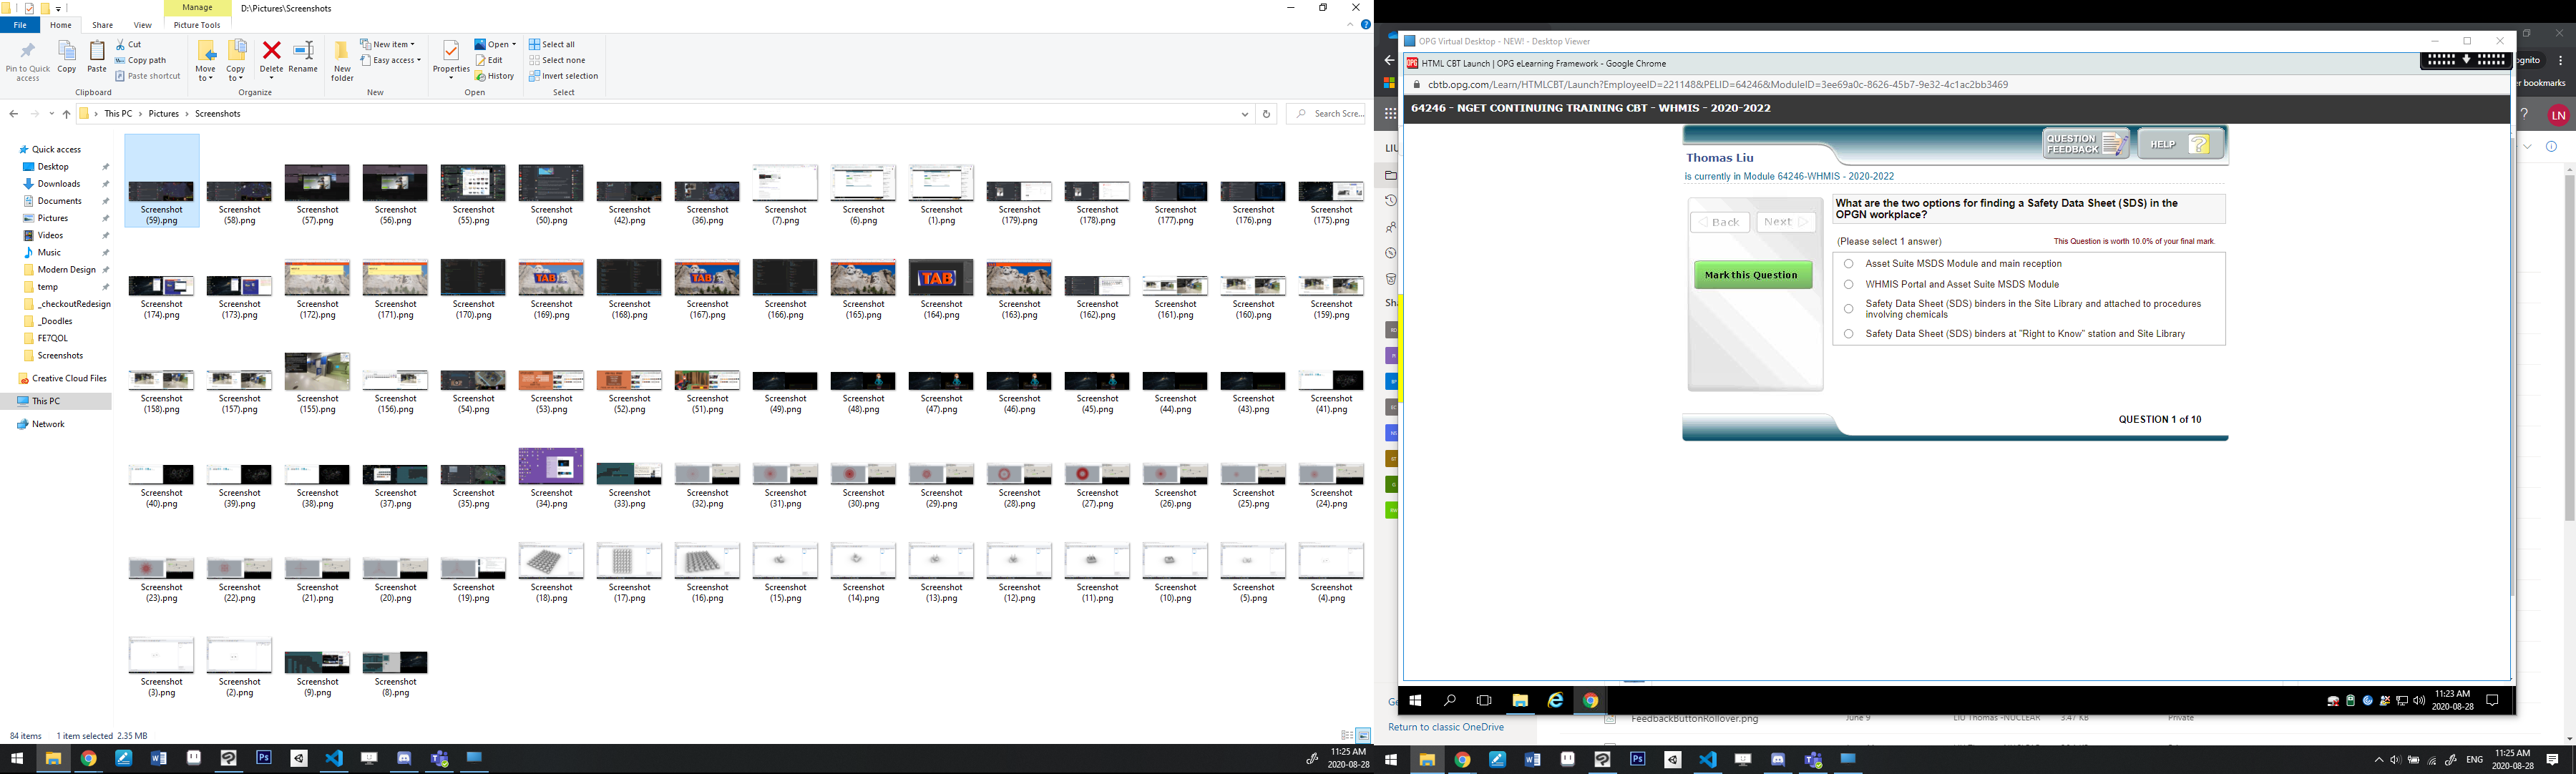 Manage
D:\Pictures\Screenshots
File
Home
Share
View
Picture Tools
Pin to Quick
access
Copy
Paste
Cut
Copy path
Paste shortcut
Clipboard
Move
to
Copy
to
Delete
Rename
Organize
New
folder
New item
Easy access
New
Properties
Open
Edit
History
Open
Select all
Select none
Invert selection
Select
This PC
Pictures
Screenshots
Search Scre...
Quick access
Desktop
Downloads
Documents
Pictures
Videos
Music
Modern Design
temp
_checkoutRedesign
_Doodles
FE7QOL
Screenshots
Creative Cloud Files
This PC
Network
Screenshot (59).png
Screenshot (58).png
Screenshot (57).png
Screenshot (56).png
Screenshot (55).png
Screenshot (50).png
Screenshot (42).png
Screenshot (36).png
Screenshot (7).png
Screenshot (6).png
Screenshot (1).png
Screenshot (179).png
Screenshot (178).png
Screenshot (177).png
Screenshot (176).png
Screenshot (175).png
TAB
TAB
TAB
Screenshot (174).png
Screenshot (173).png
Screenshot (172).png
Screenshot (171).png
Screenshot (170).png
Screenshot (169).png
Screenshot (168).png
Screenshot (167).png
Screenshot (166).png
Screenshot (165).png
Screenshot (164).png
Screenshot (163).png
Screenshot (162).png
Screenshot (161).png
Screenshot (160).png
Screenshot (159).png
Screenshot (158).png
Screenshot (157).png
Screenshot (155).png
Screenshot (156).png
Screenshot (54).png
Screenshot (53).png
Screenshot (52).png
Screenshot (51).png
Screenshot (49).png
Screenshot (48).png
Screenshot (47).png
Screenshot (46).png
Screenshot (45).png
Screenshot (44).png
Screenshot (43).png
Screenshot (41).png
Screenshot (40).png
Screenshot (39).png
Screenshot (38).png
Screenshot (37).png
Screenshot (35).png
Screenshot (34).png
Screenshot (33).png
Screenshot (32).png
Screenshot (31).png
Screenshot (30).png
Screenshot (29).png
Screenshot (28).png
Screenshot (27).png
Screenshot (26).png
Screenshot (25).png
Screenshot (24).png
Screenshot (23).png
Screenshot (22).png
Screenshot (21).png
Screenshot (20).png
Screenshot (19).png
Screenshot (18).png
Screenshot (17).png
Screenshot (16).png
Screenshot (15).png
Screenshot (14).png
Screenshot (13).png
Screenshot (12).png
Screenshot (11).png
Screenshot (10).png
Screenshot (5).png
Screenshot (4).png
Screenshot (3).png
Screenshot (2).png
Screenshot (9).png
Screenshot (8).png
84 items
1 item selected 2.35 MB
11:25 AM
2020-08-28
OPG Virtual Desktop - NEW! - Desktop Viewer
OPG
HTML CBT Launch | OPG eLearning Framework - Google Chrome
cbtb.opg.com/Learn/HTMLCBT/Launch?EmployeeID=221148&PELID=64246&ModuleID=3ee69a0c-8626-45b7-9e32-4c1ac2bb3469
64246 - NGET CONTINUING TRAINING CBT - WHMIS - 2020-2022
QUESTION
FEEDBACK
HELP
Thomas Liu
is currently in Module 64246-WHMIS - 2020-2022
Back
Next
Mark this Question
What are the two options for finding a Safety Data Sheet (SDS) in the
OPGN workplace?
(Please select 1 answer)
This Question is worth 10.0% of your final mark.
Asset Suite MSDS Module and main reception
WHMIS Portal and Asset Suite MSDS Module
Safety Data Sheet (SDS) binders in the Site Library and attached to procedures
involving chemicals
Safety Data Sheet (SDS) binders at "Right to Know" station and Site Library
QUESTION 1 of 10
11:23 AM
2020-08-28
ognito
r bookmarks
LN
LIU
Sha
Ge
Return to classic OneDrive
FeedbackButtonRollover.png
June 9
LIU Thomas -NUCLEAR
3.47 KB
Private
ENG
11:25 AM
2020-08-28